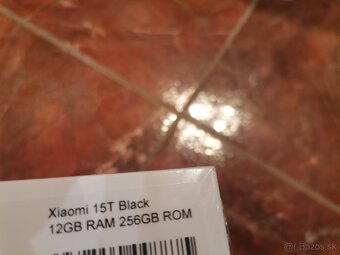 Xiaomi 15T Black
12GB RAM 256GB ROM
Bazos.sk